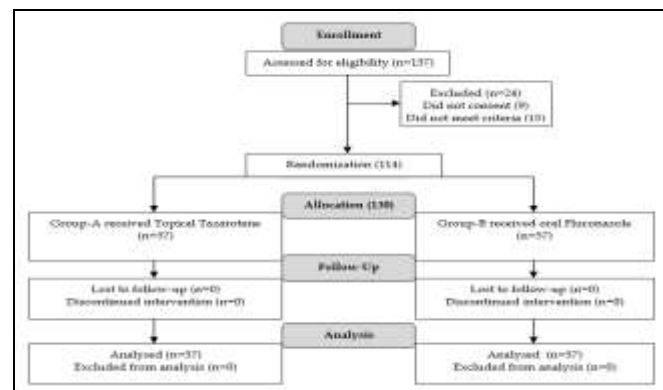 Enrollment
Assessed for eligibility
Excluded (n=24)
Did not consent (9)
Did not meet criteria
Randomization (114)
Allocation (130)
Group-A received Topical Tazarotene
(n=57)
Group-B received oral Fluconazole
(n=57)
Follow-Up
Lost to follow-up (n=0)
Discontinued intervention (n=0)
Lost to follow-up (n=0)
Discontinued intervention (n=0)
Analysis
Analysed (n=57)
Excluded from analysis (n=0)
Analysed (n=57)
Excluded from analysis (n=0)